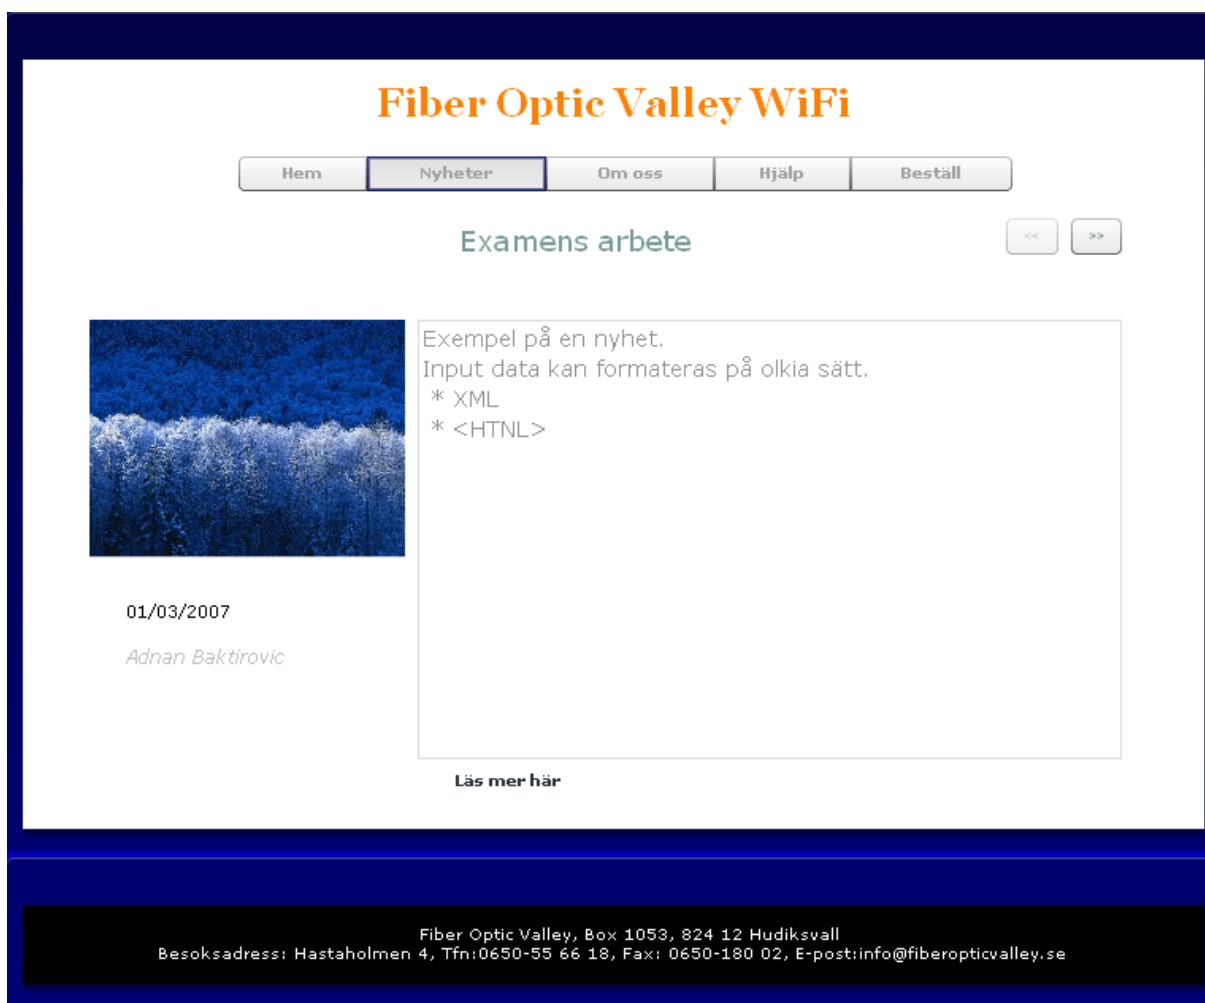 Fiber Optic Valley WiFi
Hem Nyheter Om oss Hjälp Beställ
Examens arbete << >>
Exempel på en nyhet.
Input data kan formateras på olkia sätt.
* XML
* <HTNL>
01/03/2007
Adnan Baktirovic
Läs mer här
Fiber Optic Valley, Box 1053, 824 12 Hudiksvall
Besoksadress: Hastaholmen 4, Tfn:0650-55 66 18, Fax: 0650-180 02, E-post:info@fiberopticvalley.se